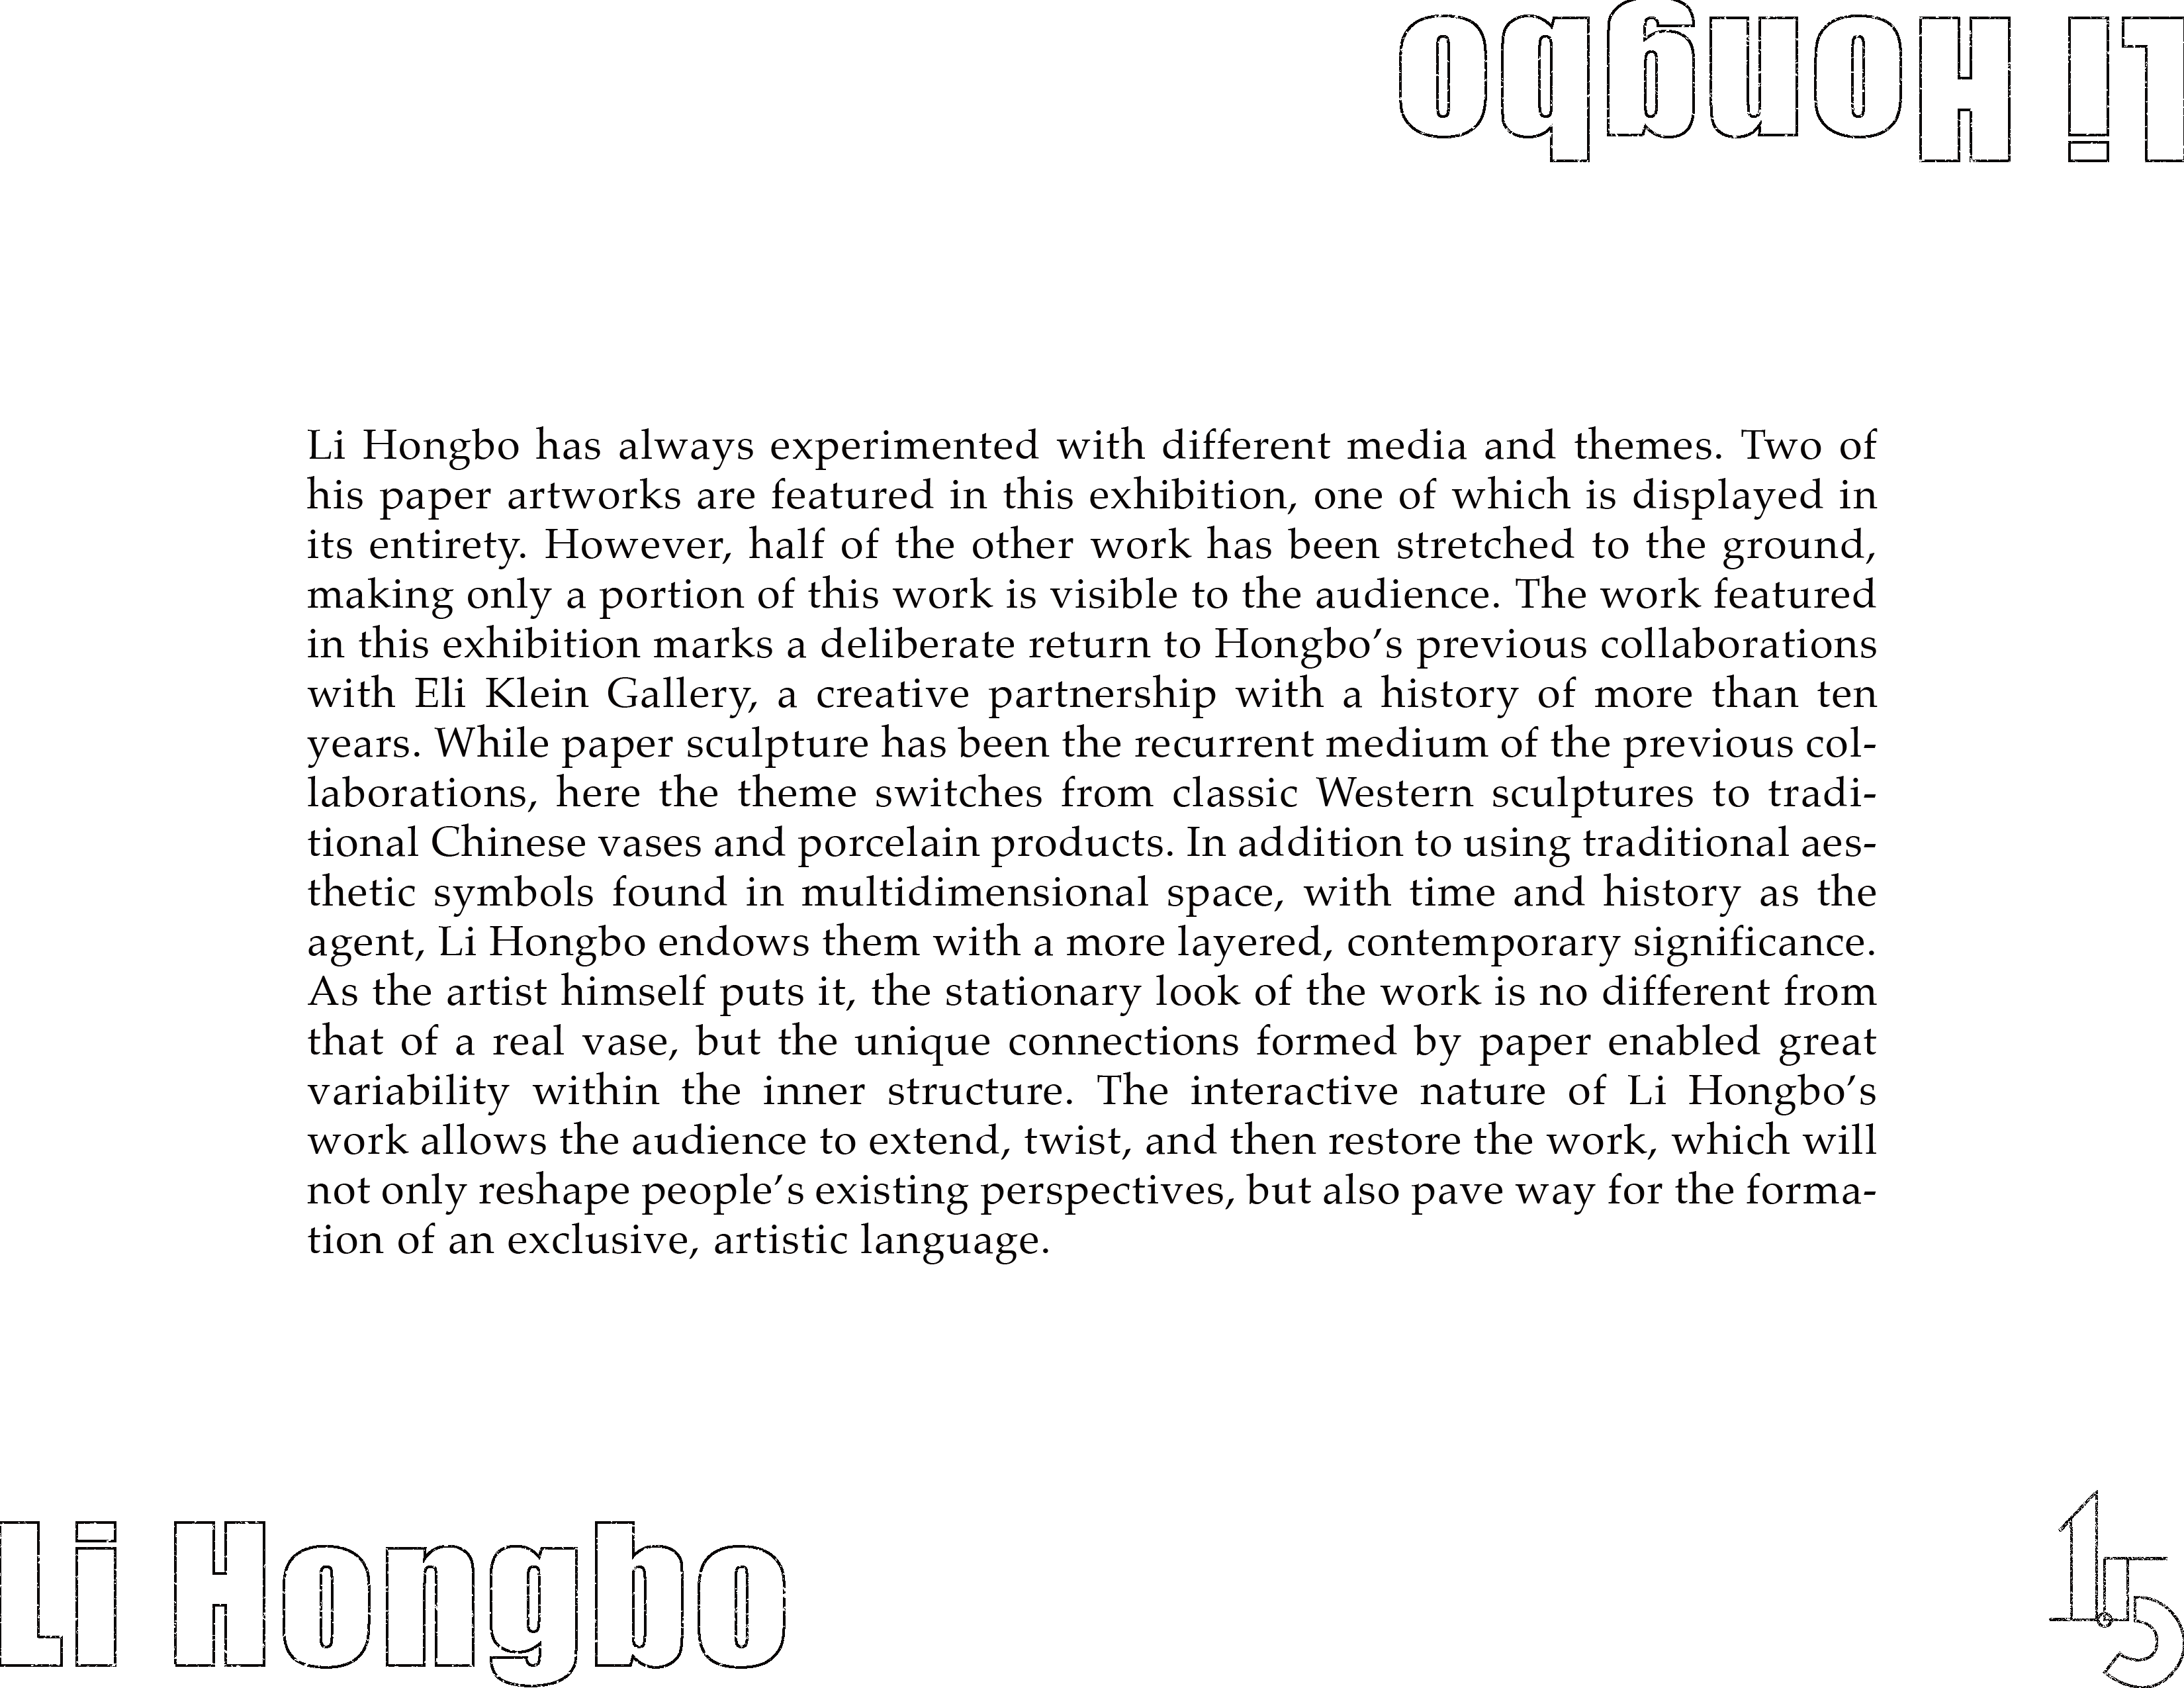 Li Hongbo
Li Hongbo has always experimented with different media and themes. Two of
his paper artworks are featured in this exhibition, one of which is displayed in
its entirety. However, half of the other work has been stretched to the ground,
making only a portion of this work is visible to the audience. The work featured
in this exhibition marks a deliberate return to Hongbo’s previous collaborations
with Eli Klein Gallery, a creative partnership with a history of more than ten
years. While paper sculpture has been the recurrent medium of the previous col-
laborations, here the theme switches from classic Western sculptures to tradi-
tional Chinese vases and porcelain products. In addition to using traditional aes-
thetic symbols found in multidimensional space, with time and history as the
agent, Li Hongbo endows them with a more layered, contemporary significance.
As the artist himself puts it, the stationary look of the work is no different from
that of a real vase, but the unique connections formed by paper enabled great
variability within the inner structure. The interactive nature of Li Hongbo’s
work allows the audience to extend, twist, and then restore the work, which will
not only reshape people’s existing perspectives, but also pave way for the forma-
tion of an exclusive, artistic language.
Li Hongbo
1.5